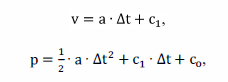 v = a · Δt + c₁,
p = 1/2 · a · Δt² + c₁ · Δt + c₀,